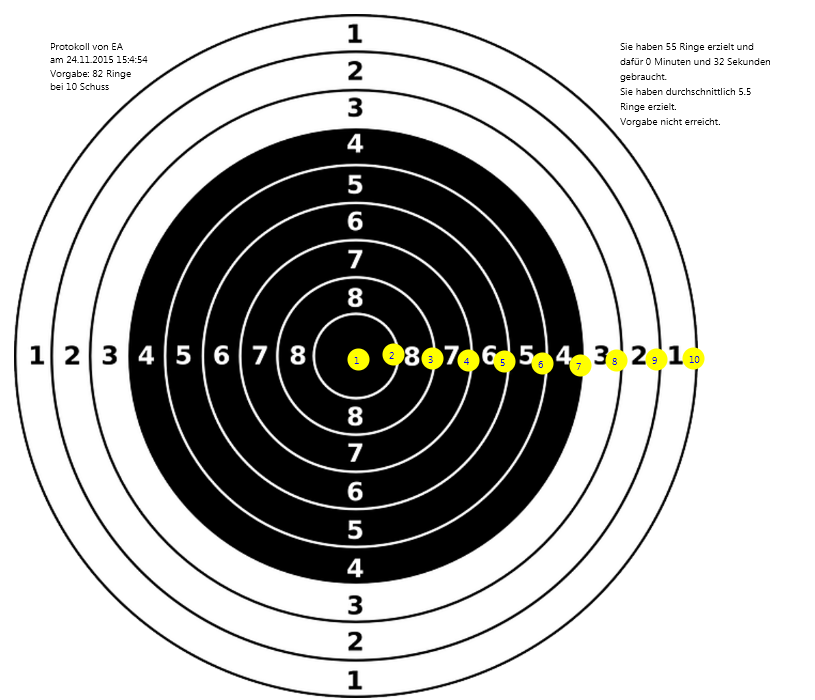 Protokoll von EA
am 24.11.2015 15:4:54
Vorgabe: 82 Ringe
bei 10 Schuss
Sie haben 55 Ringe erzielt und
dafür 0 Minuten und 32 Sekunden
gebraucht.
Sie haben durchschnittlich 5.5
Ringe erzielt.
Vorgabe nicht erreicht.
1
2
3
4
5
6
7
8
1 2 3 4 5 6 7 8 1 2 8 3 7 4 6 5 5 6 4 7 3 8 2 9 1 10
8
7
6
5
4
3
2
1